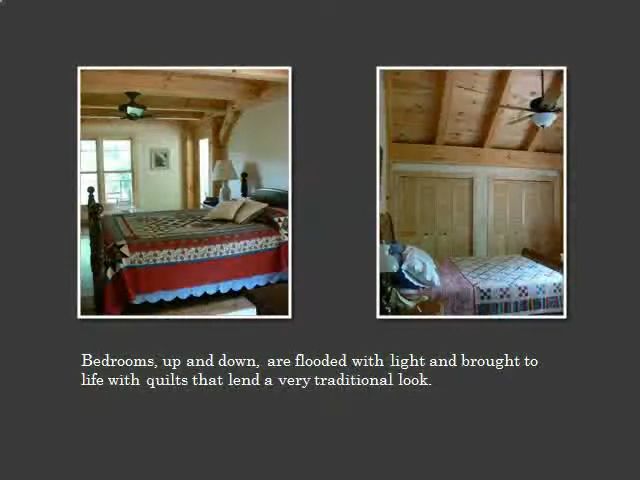 Bedrooms, up and down, are flooded with light and brought to
life with quilts that lend a very traditional look.